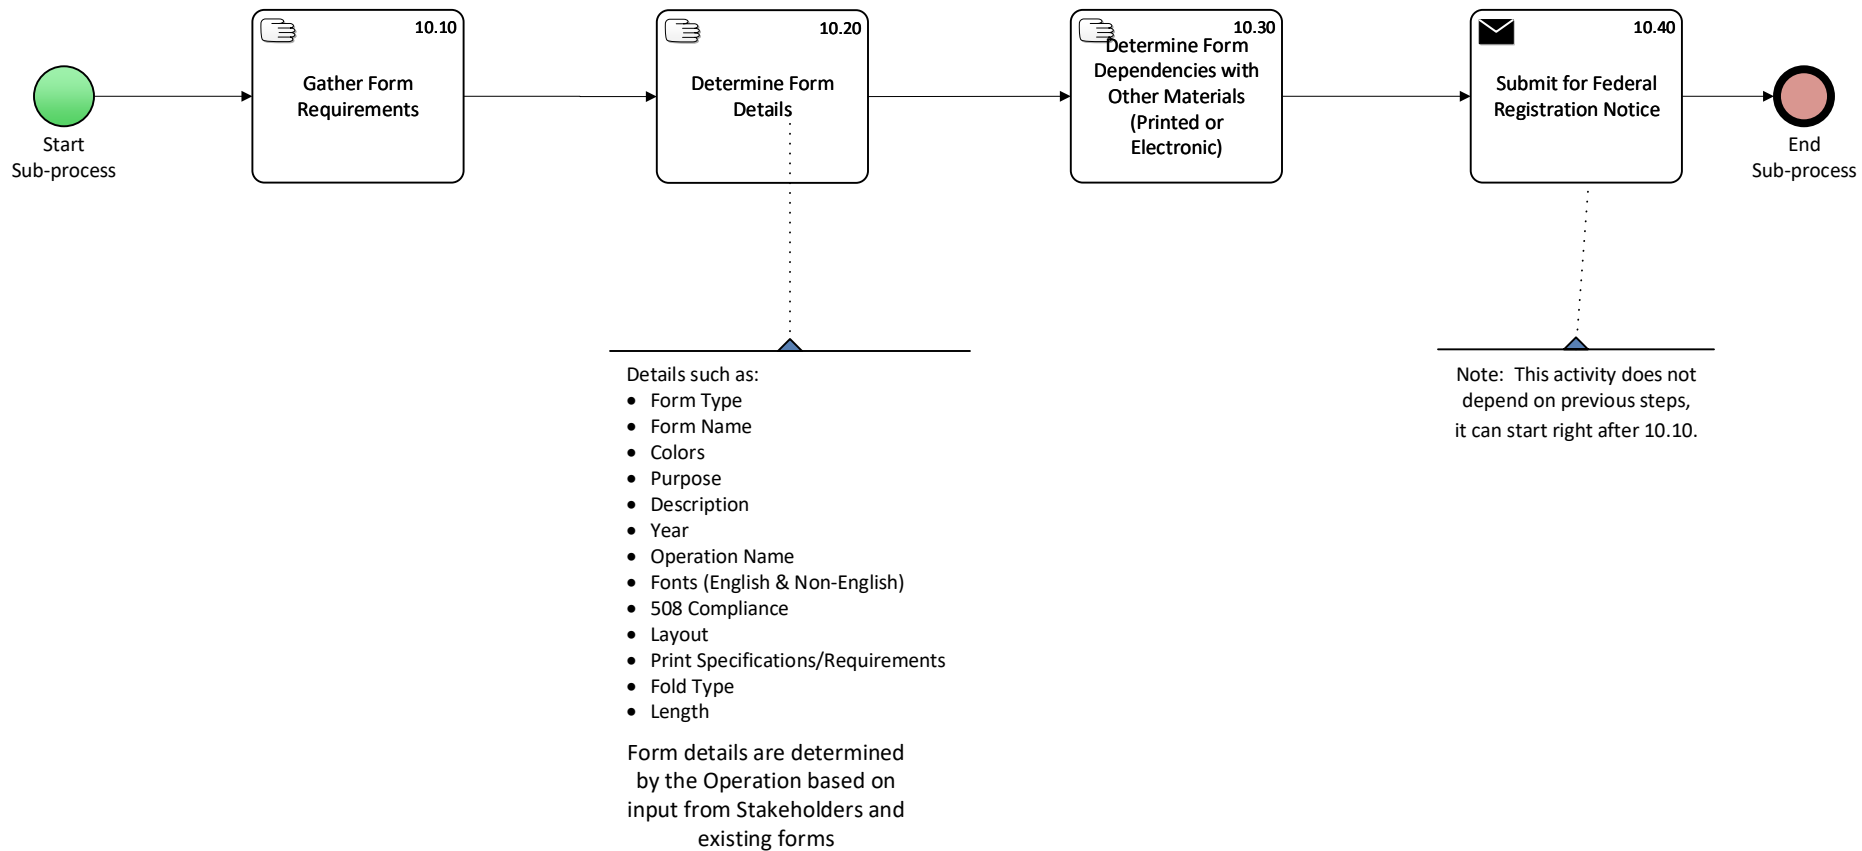 10.10
Gather Form
Requirements
10.20
Determine Form
Details
10.30
Determine Form
Dependencies with
Other Materials
(Printed or
Electronic)
10.40
Submit for Federal
Registration Notice
Start
Sub-process
End
Sub-process
Details such as:
• Form Type
• Form Name
• Colors
• Purpose
• Description
• Year
• Operation Name
• Fonts (English & Non-English)
• 508 Compliance
• Layout
• Print Specifications/Requirements
• Fold Type
• Length
Form details are determined
by the Operation based on
input from Stakeholders and
existing forms
Note:  This activity does not
depend on previous steps,
it can start right after 10.10.